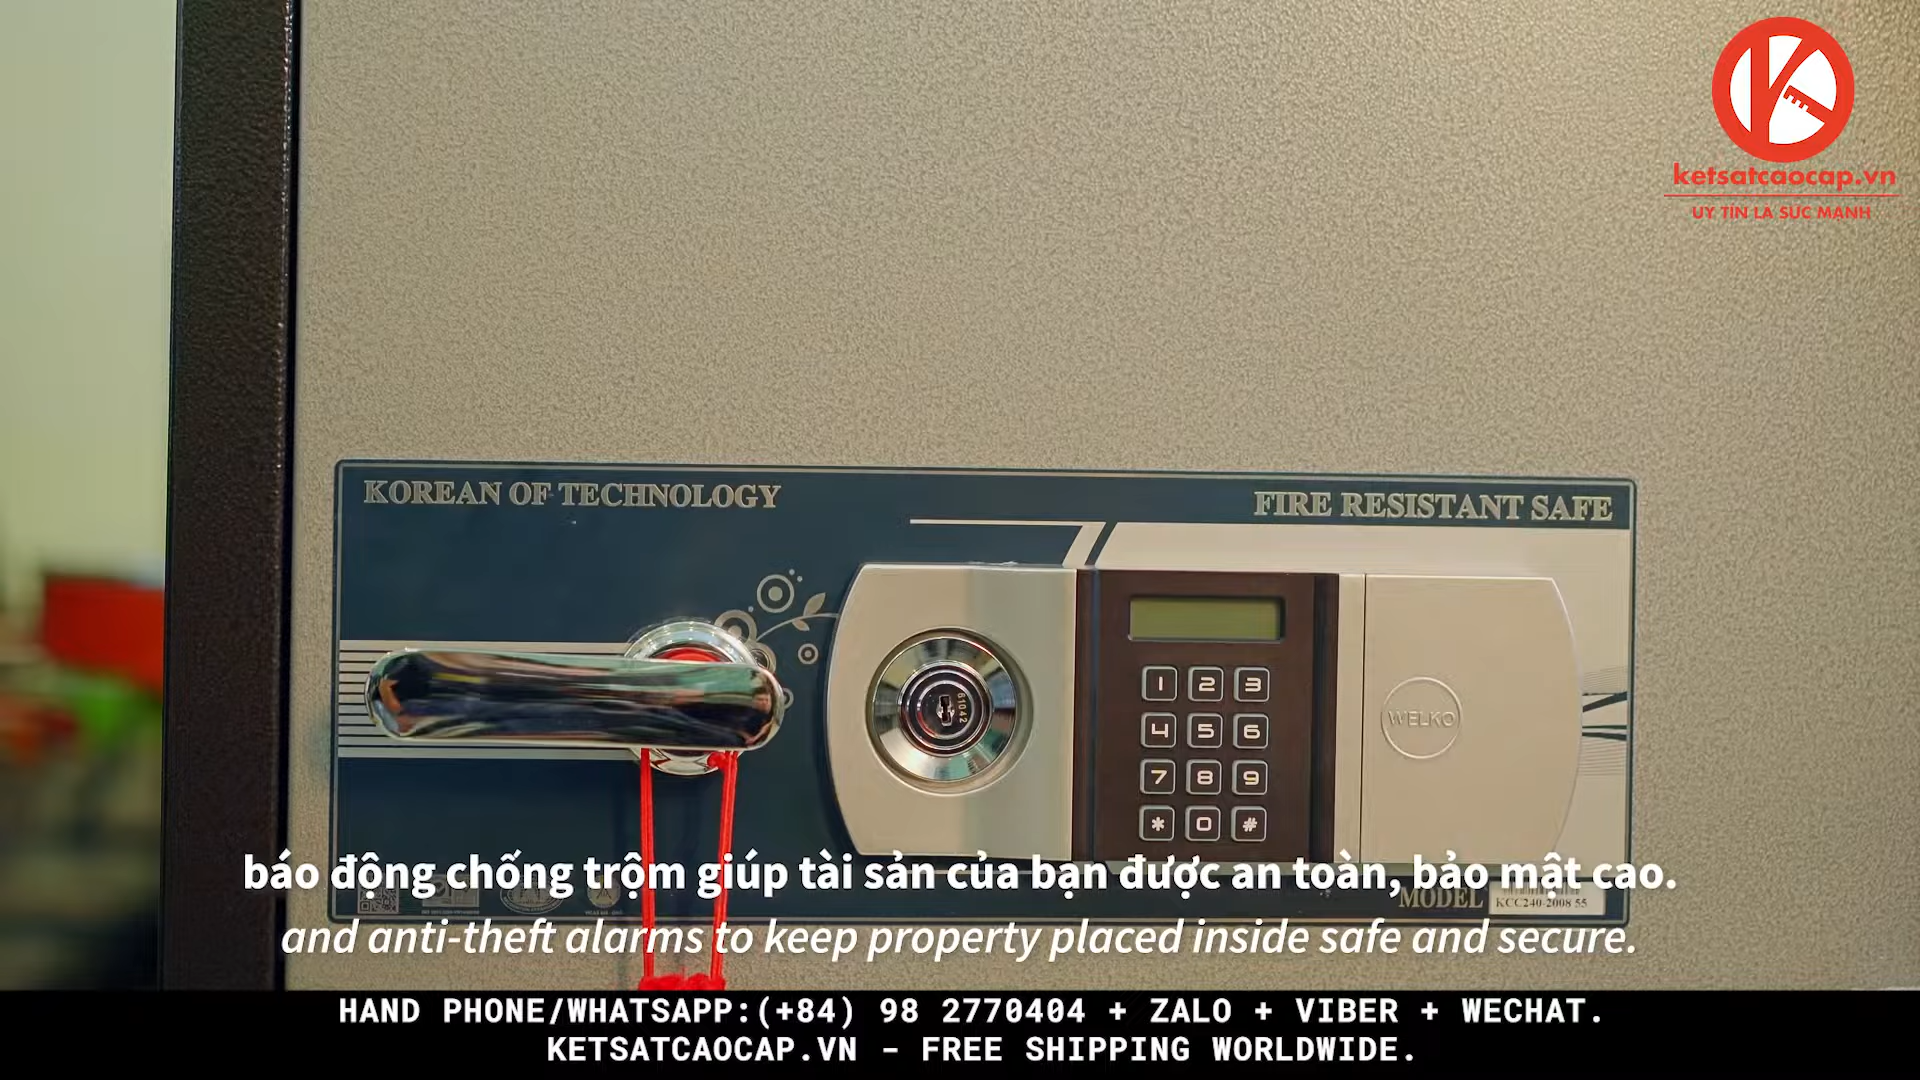 ketsatcaocap.vn
UY TÍN LÀ SỨC MẠNH
KOREAN OF TECHNOLOGY
FIRE RESISTANT SAFE
61042
1 2 3
4 5 6
7 8 9
* 0 #
WELKO
MODEL KCC240-2008 55
báo động chống trộm giúp tài sản của bạn được an toàn, bảo mật cao.
and anti-theft alarms to keep property placed inside safe and secure.
HAND PHONE/WHATSAPP:(+84) 98 2770404 + ZALO + VIBER + WECHAT.
KETSATCAOCAP.VN - FREE SHIPPING WORLDWIDE.